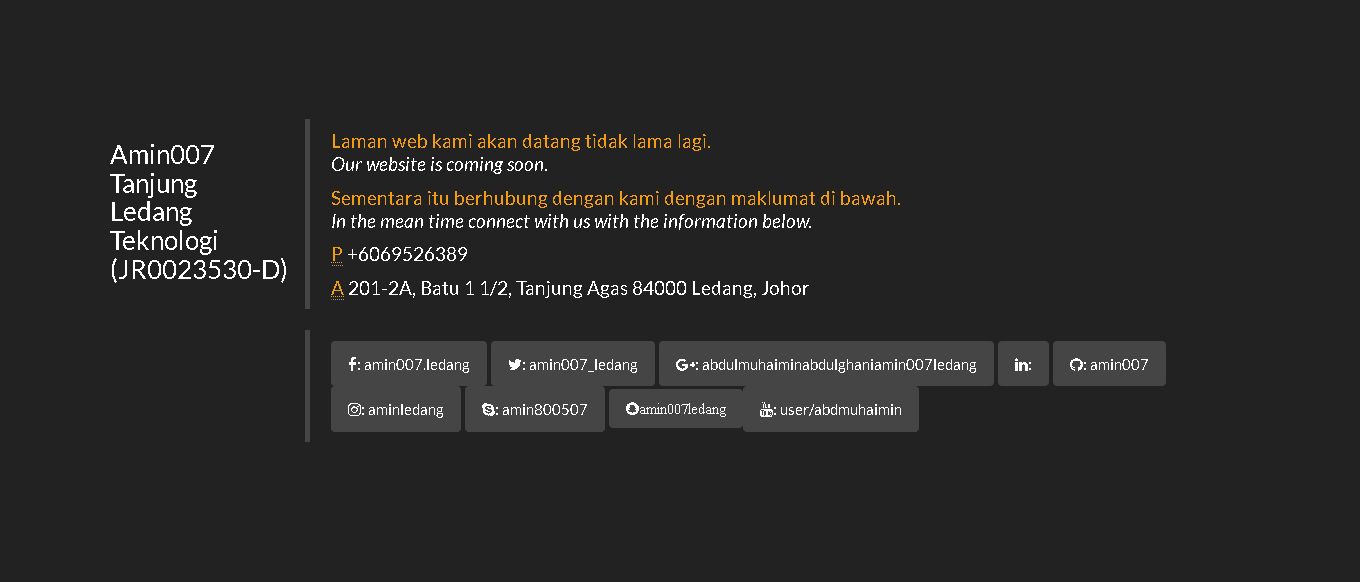 Amin007
Tanjung
Ledang
Teknologi
(JR0023530-D)
Laman web kami akan datang tidak lama lagi.
Our website is coming soon.
Sementara itu berhubung dengan kami dengan maklumat di bawah.
In the mean time connect with us with the information below.
P +6069526389
A 201-2A, Batu 1 1/2, Tanjung Agas 84000 Ledang, Johor
: amin007.ledang : amin007_ledang G+: abdulmuhaiminabdulghaniamin007ledang in: : amin007
: aminledang : amin800507 amin007ledang : user/abdmuhaimin